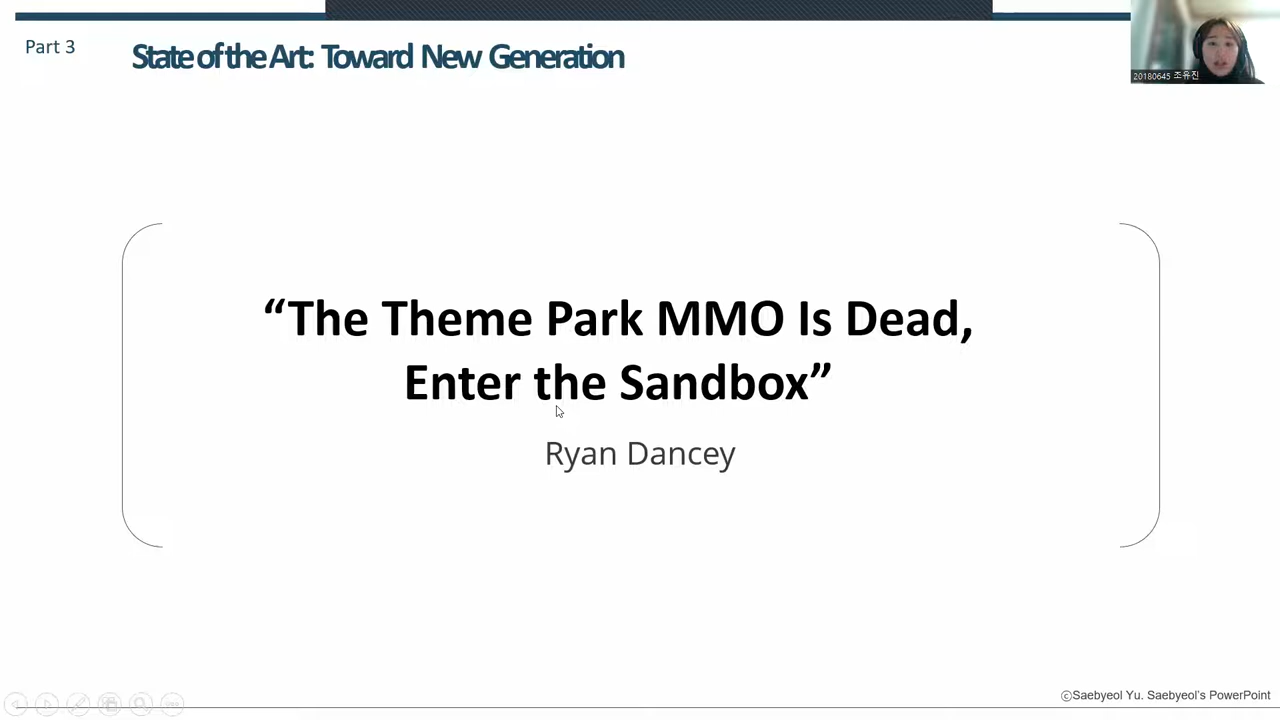 Part 3
State of the Art: Toward New Generation
20180645 조유진
“The Theme Park MMO Is Dead,
Enter the Sandbox”
Ryan Dancey
ⓒSaebyeol Yu. Saebyeol’s PowerPoint